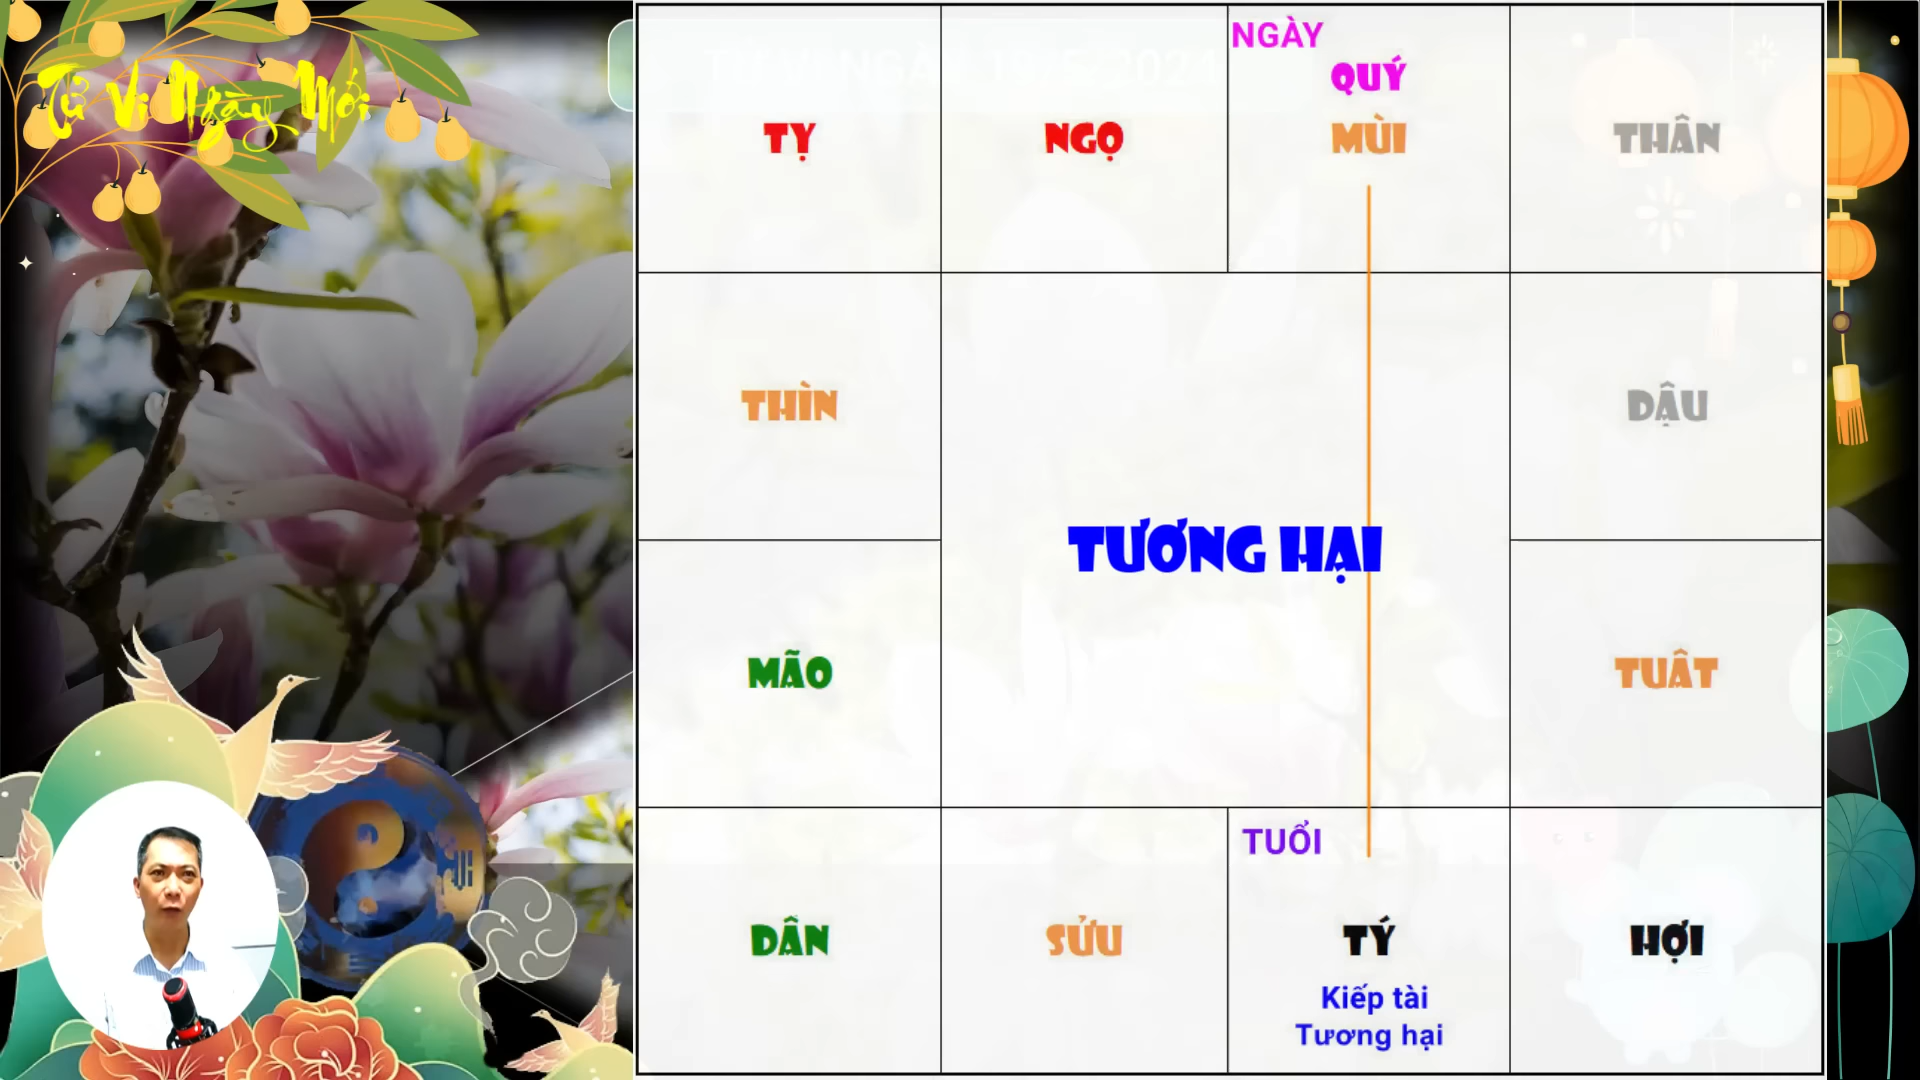 Tử Vi Ngày Mới
NGÀY
QUÝ
TỴ
NGỌ
MÙI
THÂN
THÌN
DẬU
TƯƠNG HẠI
MÃO
TUẤT
TUỔI
DẦN
SỬU
TÝ
HỢI
Kiếp tài
Tương hại